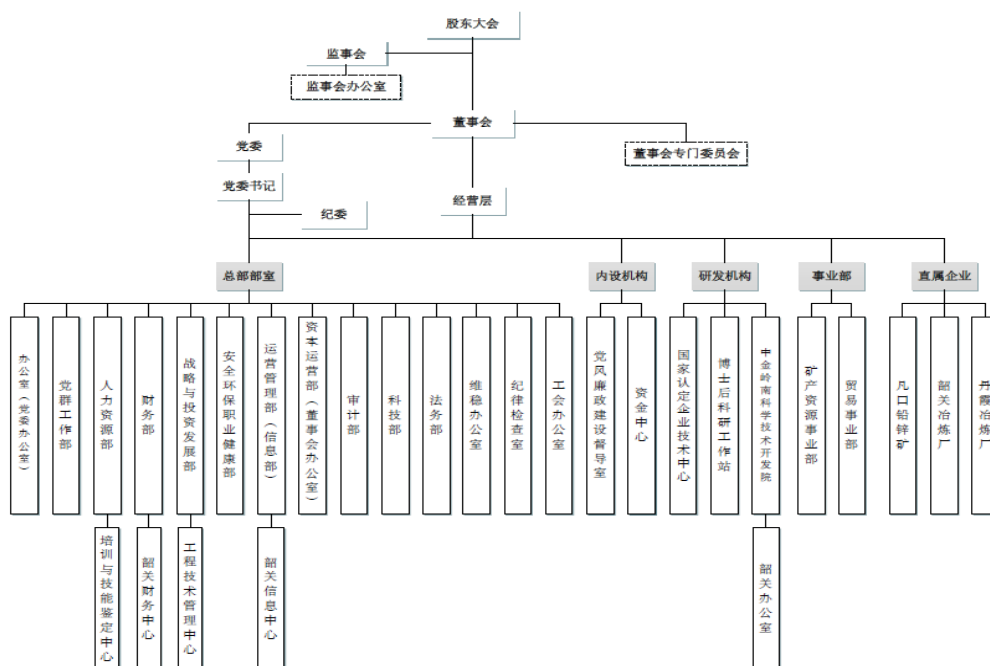 股东大会
监事会
监事会办公室
董事会
党委
董事会专门委员会
党委书记
经营层
纪委
总部部室
内设机构
研发机构
事业部
直属企业
办公室（党委办公室）
党群工作部
人力资源部
财务部
战略与投资发展部
安全环保职业健康部
运营管理部（信息部）
资本运营部（董事会办公室）
审计部
科技部
法务部
维稳办公室
纪律检查室
工会办公室
党风廉政建设督导室
资金中心
国家认定企业技术中心
博士后科研工作站
中金岭南科学技术开发院
矿产资源事业部
贸易事业部
凡口铅锌矿
韶关冶炼厂
丹霞冶炼厂
培训与技能鉴定中心
韶关财务中心
工程技术管理中心
韶关信息中心
韶关办公室